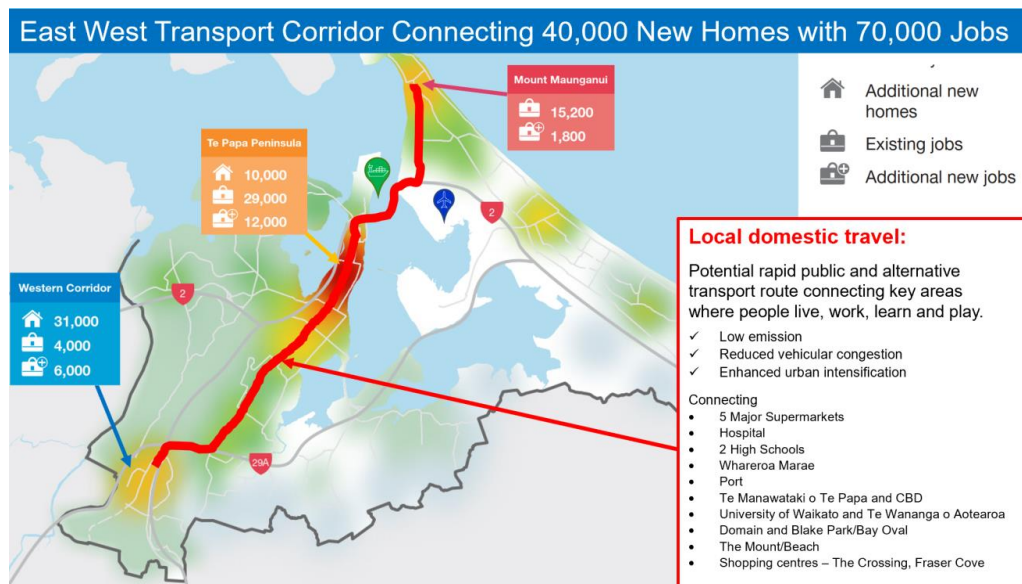 East West Transport Corridor Connecting 40,000 New Homes with 70,000 Jobs
Mount Maunganui
15,200
1,800
Additional new
homes
Existing jobs
Additional new jobs
Te Papa Peninsula
10,000
29,000
12,000
2
Western Corridor
31,000
4,000
6,000
2
29A
Local domestic travel:
Potential rapid public and alternative
transport route connecting key areas
where people live, work, learn and play.
✓ Low emission
✓ Reduced vehicular congestion
✓ Enhanced urban intensification
Connecting
• 5 Major Supermarkets
• Hospital
• 2 High Schools
• Whareroa Marae
• Port
• Te Manawataki o Te Papa and CBD
• University of Waikato and Te Wananga o Aotearoa
• Domain and Blake Park/Bay Oval
• The Mount/Beach
• Shopping centres – The Crossing, Fraser Cove